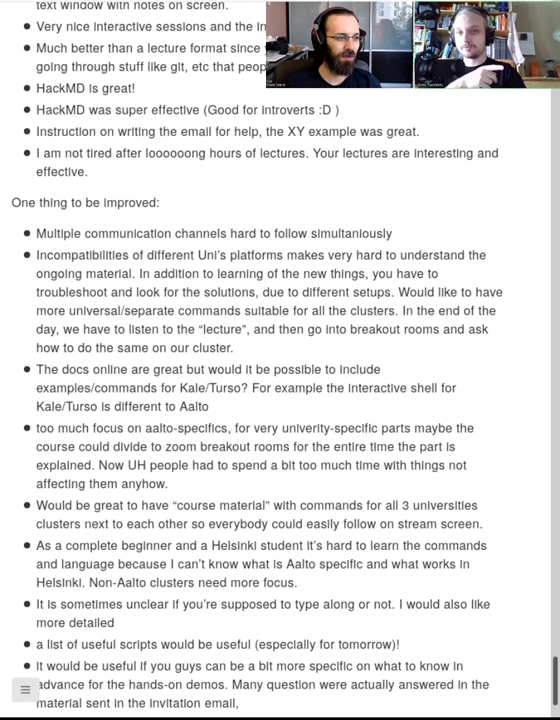 text window with notes on screen.
Very nice interactive sessions and the in
Much better than a lecture format since
going through stuff like git, etc that peop
HackMD is great!
HackMD was super effective (Good for introverts :D )
Instruction on writing the email for help, the XY example was great.
I am not tired after loooooong hours of lectures. Your lectures are interesting and
effective.
One thing to be improved:
Multiple communication channels hard to follow simultaniously
Incompatibilities of different Uni's platforms makes very hard to understand the
ongoing material. In addition to learning of the new things, you have to
troubleshoot and look for the solutions, due to different setups. Would like to have
more universal/separate commands suitable for all the clusters. In the end of the
day, we have to listen to the “lecture”, and then go into breakout rooms and ask
how to do the same on our cluster.
The docs online are great but would it be possible to include
examples/commands for Kale/Turso? For example the interactive shell for
Kale/Turso is different to Aalto
too much focus on aalto-specifics, for very univerity-specific parts maybe the
course could divide to zoom breakout rooms for the entire time the part is
explained. Now UH people had to spend a bit too much time with things not
affecting them anyhow.
Would be great to have “course material” with commands for all 3 universities
clusters next to each other so everybody could easily follow on stream screen.
As a complete beginner and a Helsinki student it's hard to learn the commands
and language because I can't know what is Aalto specific and what works in
Helsinki. Non-Aalto clusters need more focus.
It is sometimes unclear if you're supposed to type along or not. I would also like
more detailed
a list of useful scripts would be useful (especially for tomorrow)!
it would be useful if you guys can be a bit more specific on what to know in
advance for the hands-on demos. Many question were actually answered in the
material sent in the invitation email,